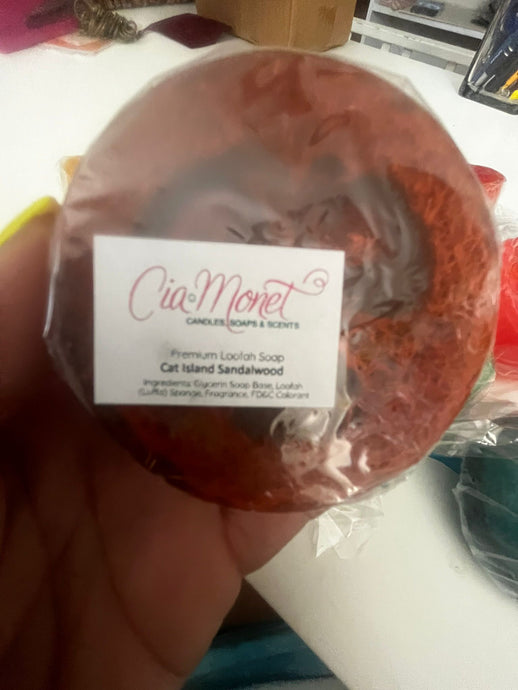 Cia Monet
CANDLES, SOAPS & SCENTS
Premium Loofah Soap
Cat Island Sandalwood
Ingredients: Glycerin Soap Base, Loofah
(Luffa) Sponge, Fragrance, FD&C Colorant